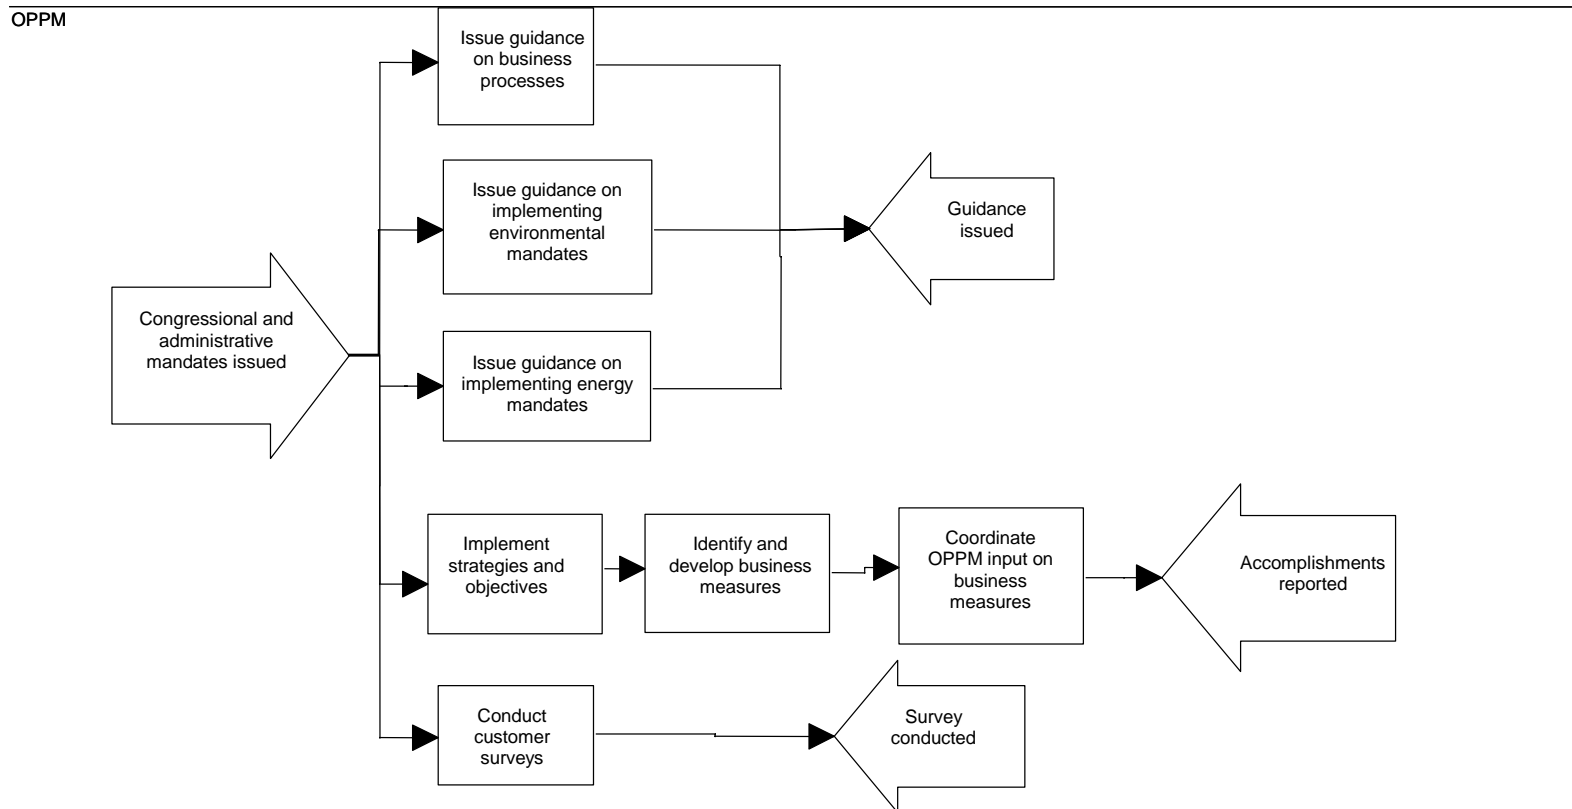 OPPM
Issue guidance
on business
processes
Issue guidance on
implementing
environmental
mandates
Guidance
issued
Congressional and
administrative
mandates issued
Issue guidance on
implementing energy
mandates
Implement
strategies and
objectives
Identify and
develop business
measures
Coordinate
OPPM input on
business
measures
Accomplishments
reported
Conduct
customer
surveys
Survey
conducted